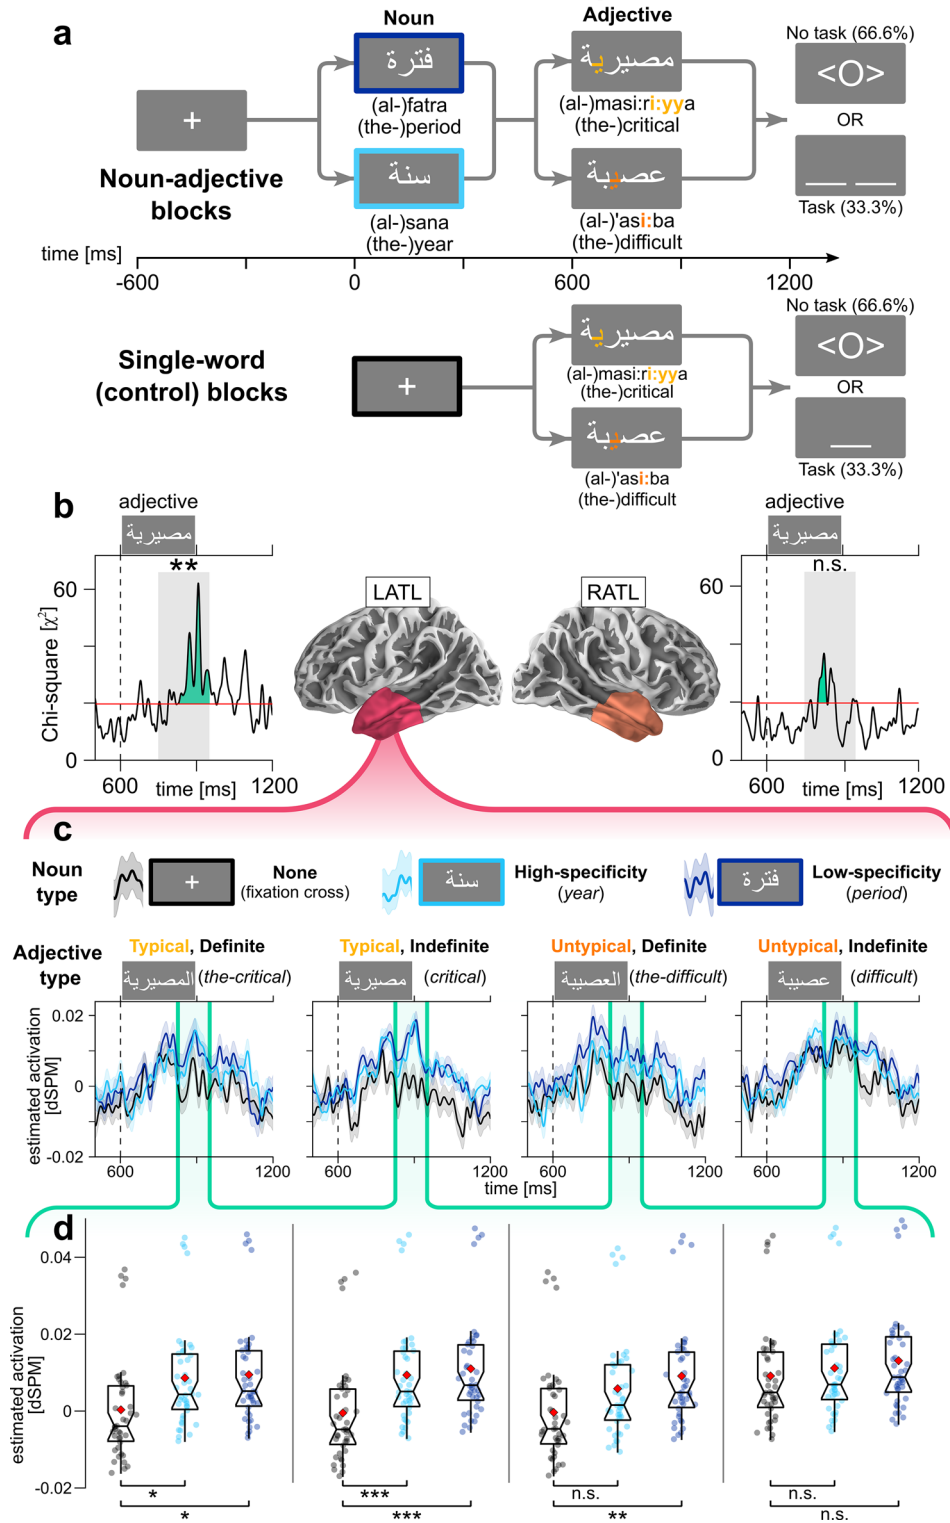 a
Noun
Adjective
فترة
(al-)fatra
(the-)period
سنة
(al-)sana
(the-)year
مصيرية
(al-)masi:ri:yya
(the-)critical
عصيبة
(al-)'asi:ba
(the-)difficult
No task (66.6%)
<O>
OR
Task (33.3%)
+
Noun-adjective
blocks
time [ms]
-600
0
600
1200
Single-word
(control) blocks
+
مصيرية
(al-)masi:ri:yya
(the-)critical
عصيبة
(al-)'asi:ba
(the-)difficult
No task (66.6%)
<O>
OR
Task (33.3%)
b
adjective
مصيرية
**
60
0
Chi-square [χ²]
600
time [ms]
1200
LATL
RATL
adjective
مصيرية
n.s.
60
0
600
time [ms]
1200
c
Noun
type
+
None
(fixation cross)
سنة
High-specificity
(year)
فترة
Low-specificity
(period)
Adjective
type
Typical, Definite
المصيرية
(the-critical)
Typical, Indefinite
مصيرية
(critical)
Untypical, Definite
العصيبة
(the-difficult)
Untypical, Indefinite
عصيبة
(difficult)
estimated activation
[dSPM]
0.02
0
-0.02
600
1200
600
1200
600
1200
600
1200
time [ms]
d
estimated activation
[dSPM]
0.04
0.02
0
-0.02
*
*
***
***
n.s.
**
n.s.
n.s.